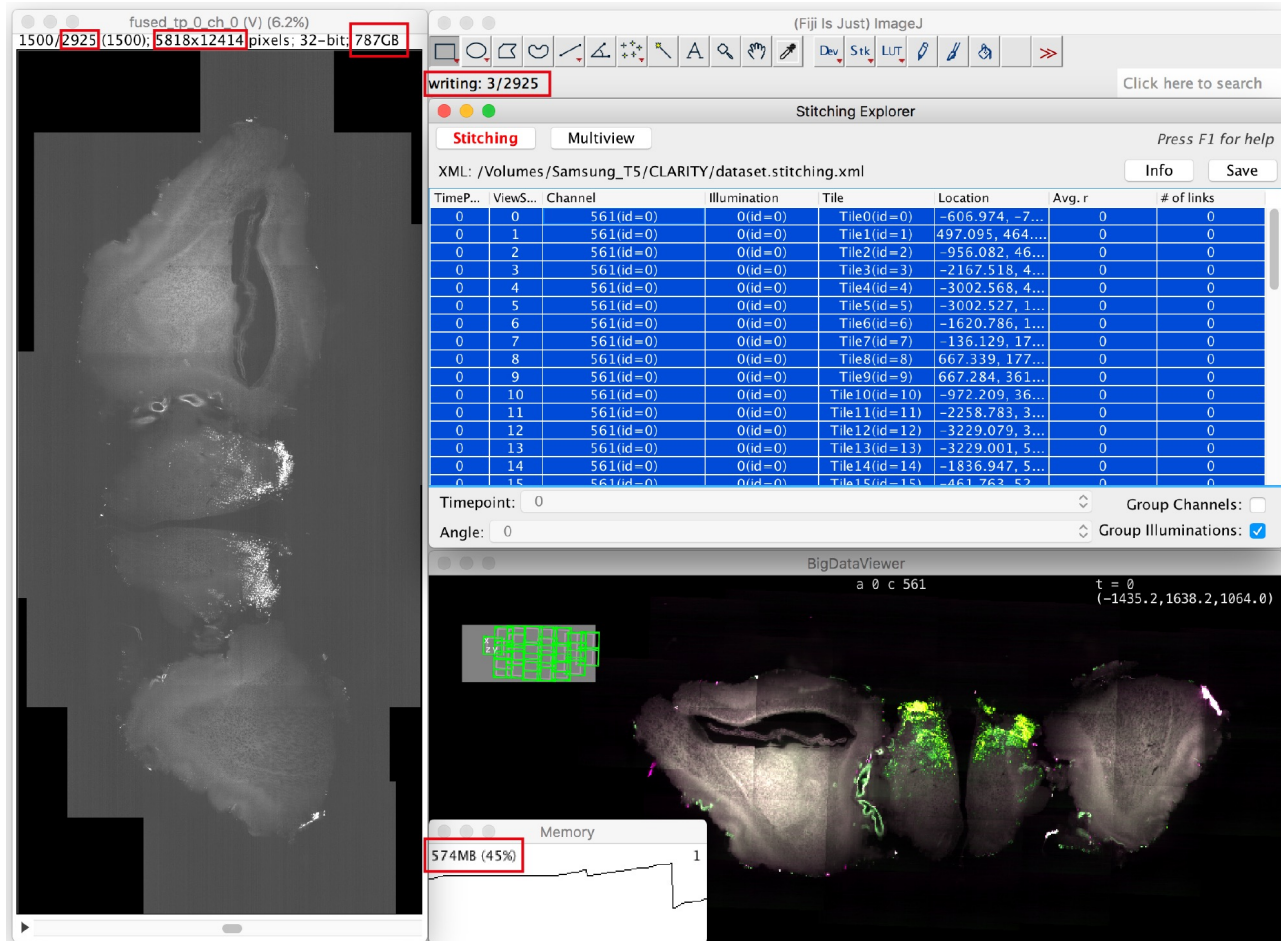 fused_tp_0_ch_0 (V) (6.2%)
1500/2925 (1500); 5818x12414 pixels; 32-bit; 787GB
(Fiji Is Just) ImageJ
A Dev Stk LUT >>
writing: 3/2925
Click here to search
Stitching Explorer
Stitching Multiview Press F1 for help
XML: /Volumes/Samsung_T5/CLARITY/dataset.stitching.xml Info Save
TimeP... ViewS... Channel Illumination Tile Location Avg. r # of links
0 0 561(id=0) 0(id=0) Tile0(id=0) -606.974, -7... 0 0
0 1 561(id=0) 0(id=0) Tile1(id=1) 497.095, 464.... 0 0
0 2 561(id=0) 0(id=0) Tile2(id=2) -956.082, 46... 0 0
0 3 561(id=0) 0(id=0) Tile3(id=3) -2167.518, 4... 0 0
0 4 561(id=0) 0(id=0) Tile4(id=4) -3002.568, 4... 0 0
0 5 561(id=0) 0(id=0) Tile5(id=5) -3002.527, 1... 0 0
0 6 561(id=0) 0(id=0) Tile6(id=6) -1620.786, 1... 0 0
0 7 561(id=0) 0(id=0) Tile7(id=7) -136.129, 17... 0 0
0 8 561(id=0) 0(id=0) Tile8(id=8) 667.339, 177... 0 0
0 9 561(id=0) 0(id=0) Tile9(id=9) 667.284, 361... 0 0
0 10 561(id=0) 0(id=0) Tile10(id=10) -972.209, 36... 0 0
0 11 561(id=0) 0(id=0) Tile11(id=11) -2258.783, 3... 0 0
0 12 561(id=0) 0(id=0) Tile12(id=12) -3229.079, 3... 0 0
0 13 561(id=0) 0(id=0) Tile13(id=13) -3229.001, 5... 0 0
0 14 561(id=0) 0(id=0) Tile14(id=14) -1836.947, 5... 0 0
0 15 561(id=0) 0(id=0) Tile15(id=15) -461.763, 52... 0 0
Timepoint: 0 Group Channels:
Angle: 0 Group Illuminations:
BigDataViewer
a 0 c 561 t = 0
(-1435.2,1638.2,1064.0)
x
z y
Memory
574MB (45%) 1